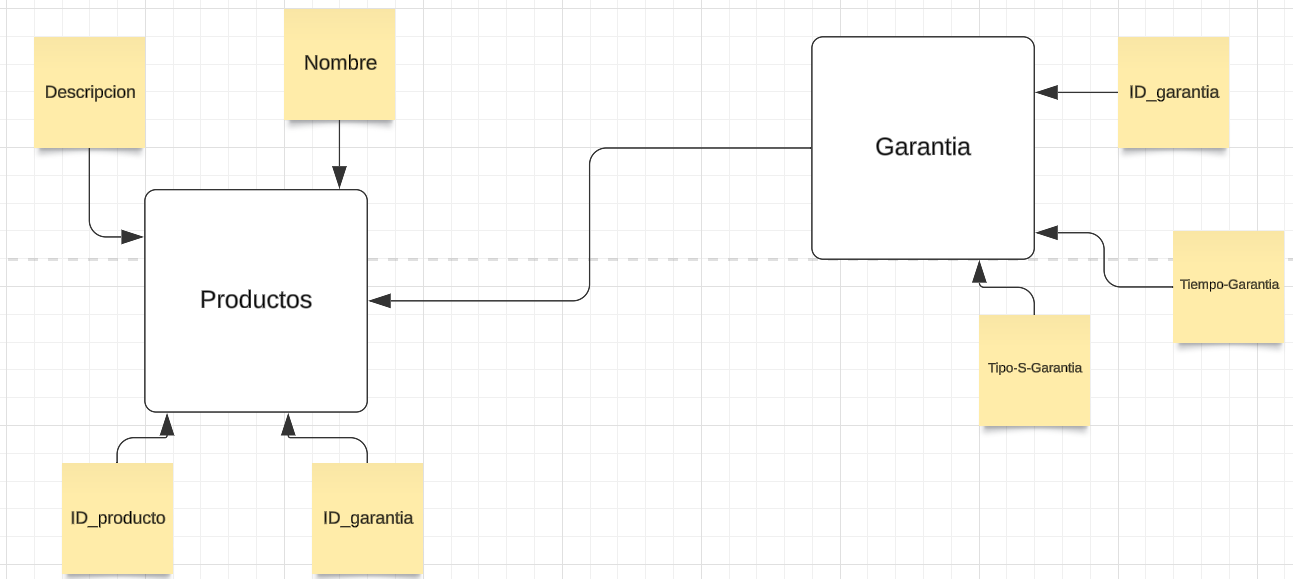 Nombre
Descripcion
ID_garantia
Garantia
Tiempo-Garantia
Productos
Tipo-S-Garantia
ID_producto
ID_garantia